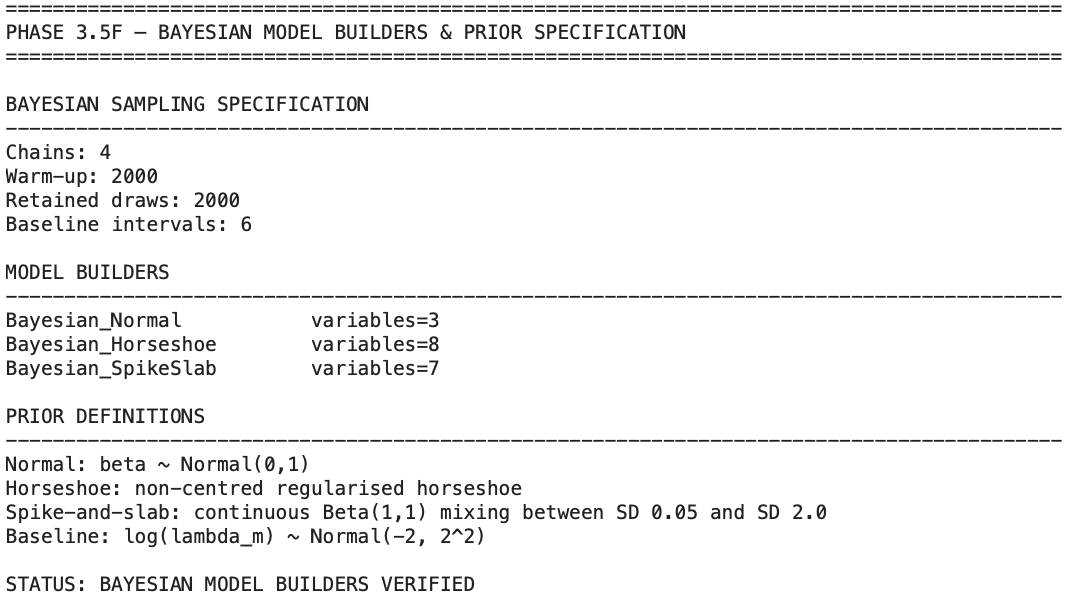 ========================================================================================
PHASE 3.5F — BAYESIAN MODEL BUILDERS & PRIOR SPECIFICATION
========================================================================================
BAYESIAN SAMPLING SPECIFICATION
----------------------------------------------------------------------------------------
Chains: 4
Warm-up: 2000
Retained draws: 2000
Baseline intervals: 6
MODEL BUILDERS
----------------------------------------------------------------------------------------
Bayesian_Normal           variables=3
Bayesian_Horseshoe        variables=8
Bayesian_SpikeSlab        variables=7
PRIOR DEFINITIONS
----------------------------------------------------------------------------------------
Normal: beta ~ Normal(0,1)
Horseshoe: non-centred regularised horseshoe
Spike-and-slab: continuous Beta(1,1) mixing between SD 0.05 and SD 2.0
Baseline: log(lambda_m) ~ Normal(-2, 2^2)
STATUS: BAYESIAN MODEL BUILDERS VERIFIED